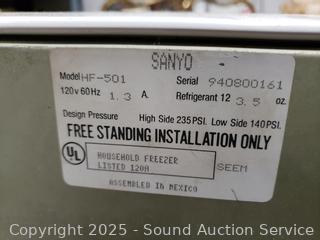 SANYO
Model HF-501 Serial 940800161
120v 60Hz 1.3 A. Refrigerant 12 3.5 oz.
Design Pressure High Side 235 PSI. Low Side 140 PSI.
FREE STANDING INSTALLATION ONLY
UL HOUSEHOLD FREEZER
LISTED 120A SEEM
ASSEMBLED IN MEXICO
Copyright 2025 - Sound Auction Service